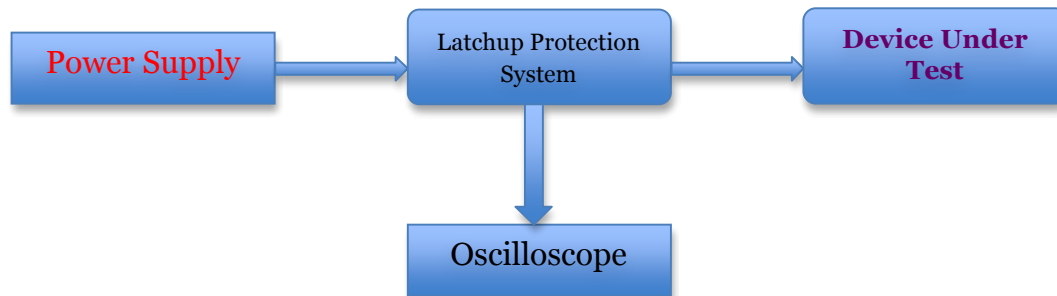 Power Supply
Latchup Protection
System
Device Under
Test
Oscilloscope